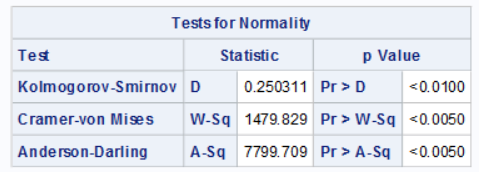 Tests for Normality
Test Statistic p Value
Kolmogorov-Smirnov D 0.250311 Pr > D <0.0100
Cramer-von Mises W-Sq 1479.829 Pr > W-Sq <0.0050
Anderson-Darling A-Sq 7799.709 Pr > A-Sq <0.0050